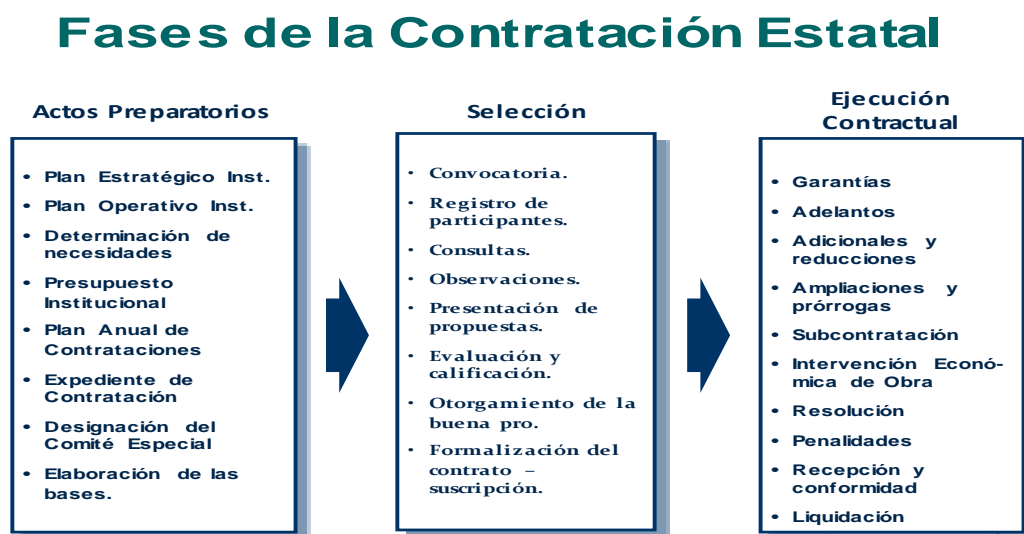 Fases de la Contratación Estatal
Actos Preparatorios
• Plan Estratégico Inst.
• Plan Operativo Inst.
• Determinación de
necesidades
• Presupuesto
Institucional
• Plan Anual de
Contrataciones
• Expediente de
Contratación
• Designación del
Comité Especial
• Elaboración de las
bases.
Selección
• Convocatoria.
• Registro de
participantes.
• Consultas.
• Observaciones.
• Presentación de
propuestas.
• Evaluación y
calificación.
• Otorgamiento de la
buena pro.
• Formalización del
contrato –
suscripción.
Ejecución
Contractual
• Garantías
• Adelantos
• Adicionales y
reducciones
• Ampliaciones y
prórrogas
• Subcontratación
• Intervención Econó-
mica de Obra
• Resolución
• Penalidades
• Recepción y
conformidad
• Liquidación